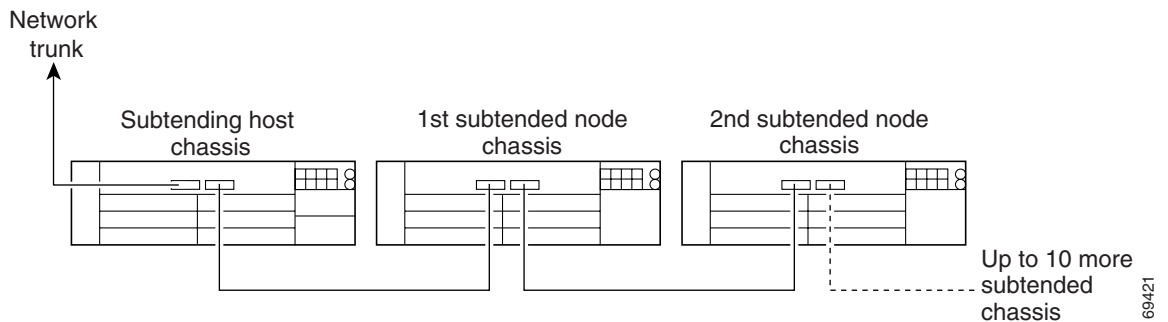 Network
trunk
Subtending host
chassis
1st subtended node
chassis
2nd subtended node
chassis
Up to 10 more
subtended
chassis
69421